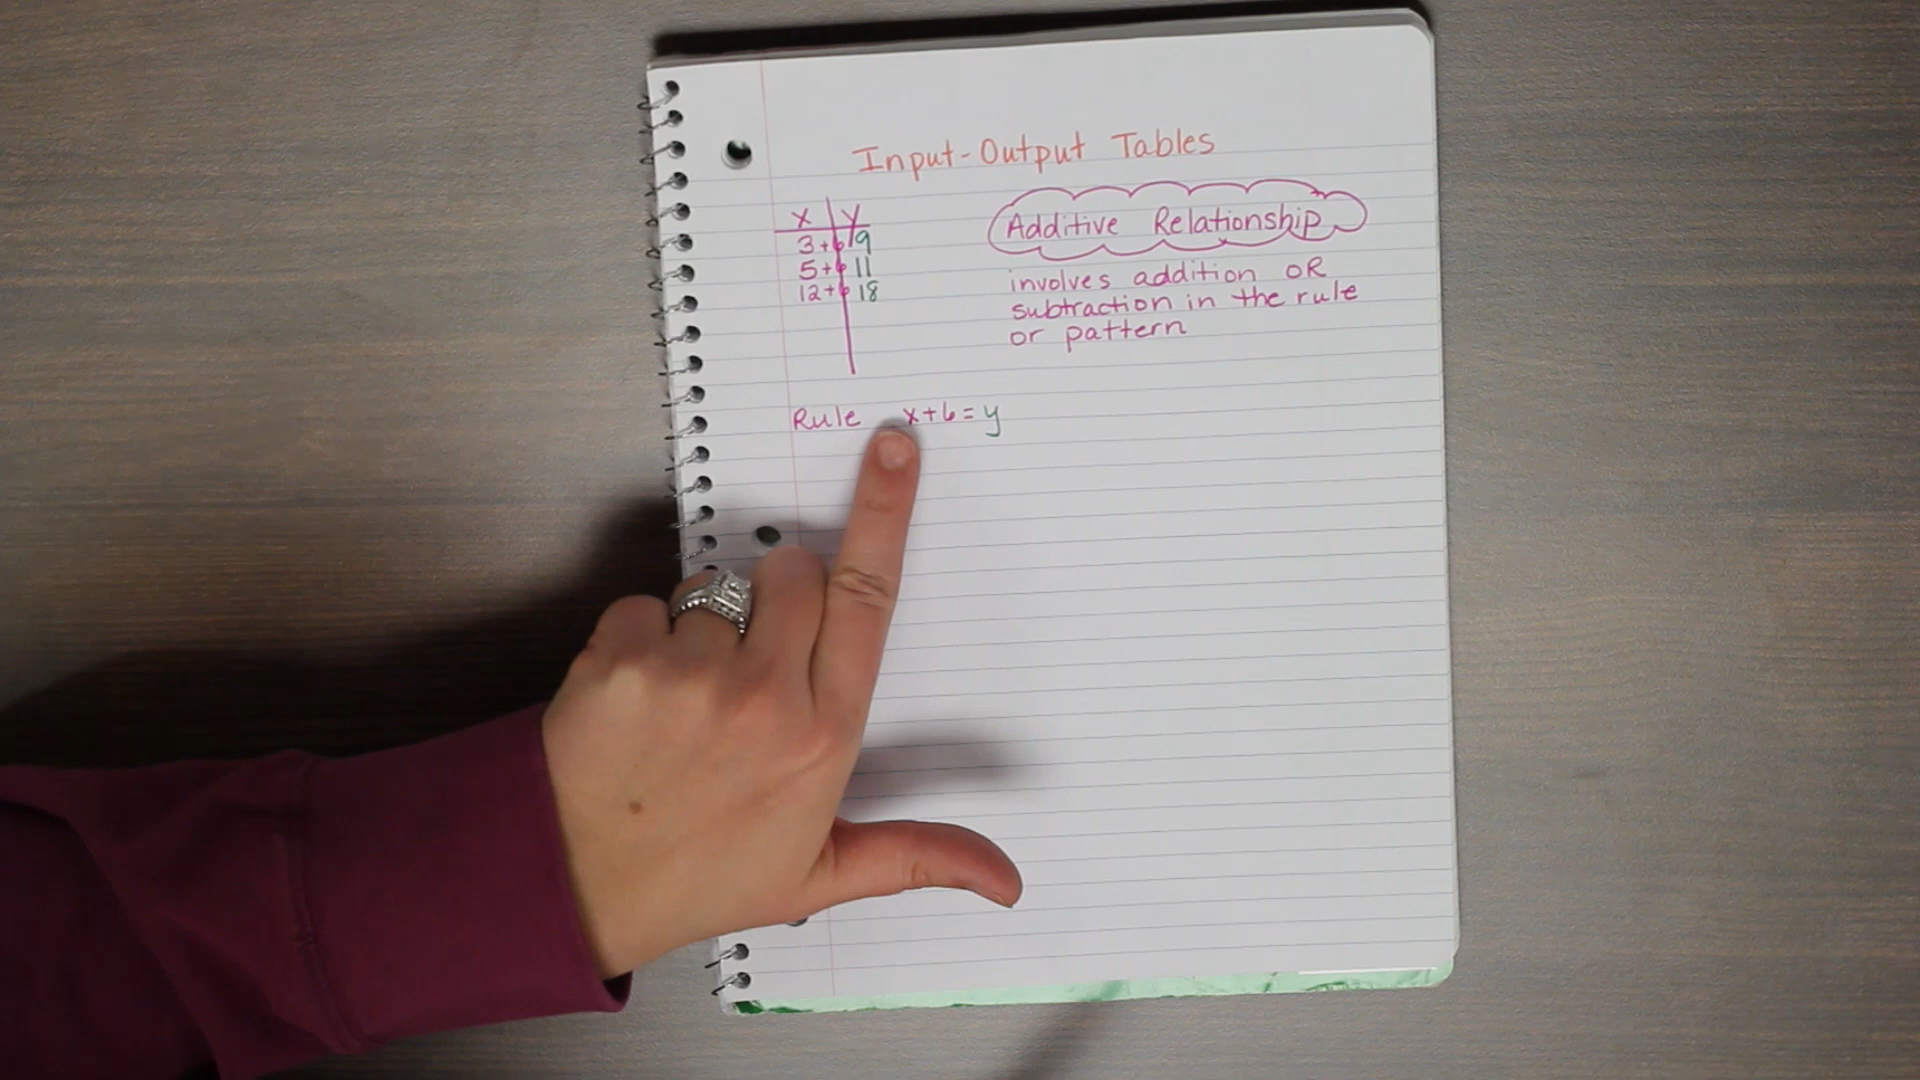 Input-Output Tables
x y
3+6 9
5+6 11
12+6 18
Additive Relationship
involves addition OR
subtraction in the rule
or pattern
Rule x+6=y